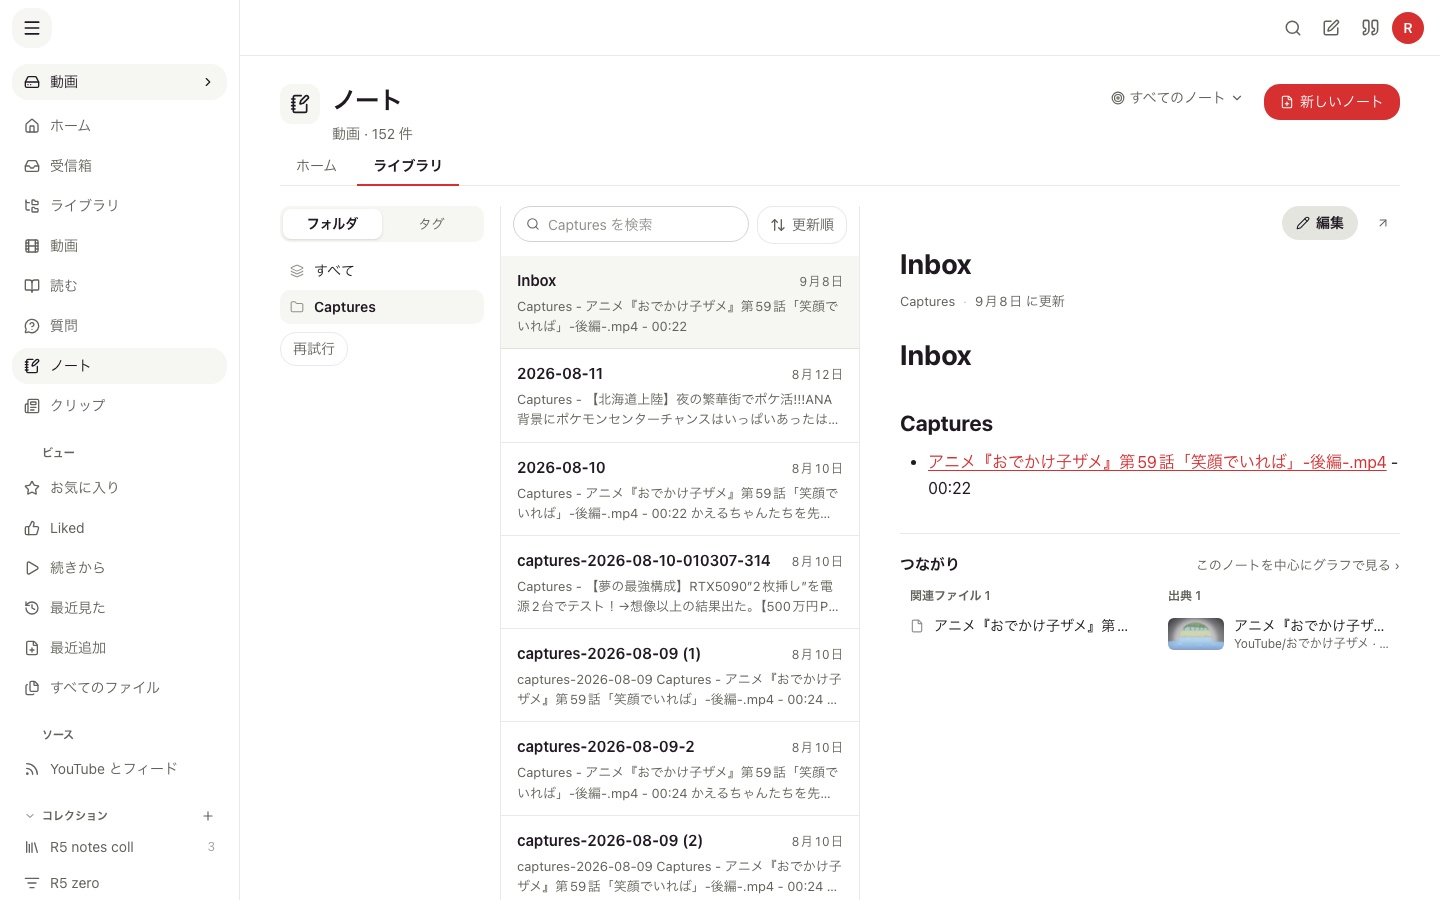 R
動画
ホーム
受信箱
ライブラリ
動画
読む
質問
ノート
クリップ
ビュー
お気に入り
Liked
続きから
最近見た
最近追加
すべてのファイル
ソース
YouTube とフィード
コレクション
R5 notes coll 3
R5 zero
ノート
動画 · 152 件
すべてのノート
新しいノート
ホーム ライブラリ
フォルダ タグ
すべて
Captures
再試行
Captures を検索
更新順
Inbox 9月8日
Captures - アニメ『おでかけ子ザメ』第59話「笑顔で
いれば」-後編-.mp4 - 00:22
2026-08-11 8月12日
Captures - 【北海道上陸】夜の繁華街でポケ活!!!ANA
背景にポケモンセンターチャンスはいっぱいあったは...
2026-08-10 8月10日
Captures - アニメ『おでかけ子ザメ』第59話「笑顔で
いれば」-後編-.mp4 - 00:22 かえるちゃんたちを先...
captures-2026-08-10-010307-314 8月10日
Captures - 【夢の最強構成】RTX5090“2枚挿し”を電
源2台でテスト！→想像以上の結果出た。【500万円P...
captures-2026-08-09 (1) 8月10日
captures-2026-08-09 Captures - アニメ『おでかけ子
ザメ』第59話「笑顔でいれば」-後編-.mp4 - 00:24 ...
captures-2026-08-09-2 8月10日
Captures - アニメ『おでかけ子ザメ』第59話「笑顔で
いれば」-後編-.mp4 - 00:24 かえるちゃんたちを先...
captures-2026-08-09 (2) 8月10日
captures-2026-08-09 Captures - アニメ『おでかけ子
ザメ』第59話「笑顔でいれば」-後編-.mp4 - 00:24 ...
編集
Inbox
Captures · 9月8日 に更新
Inbox
Captures
アニメ『おでかけ子ザメ』第59話「笑顔でいれば」-後編-.mp4 -
00:22
つながり このノートを中心にグラフで見る ›
関連ファイル 1
アニメ『おでかけ子ザメ』第...
出典 1
アニメ『おでかけ子ザ...
YouTube/おでかけ子ザメ · ...